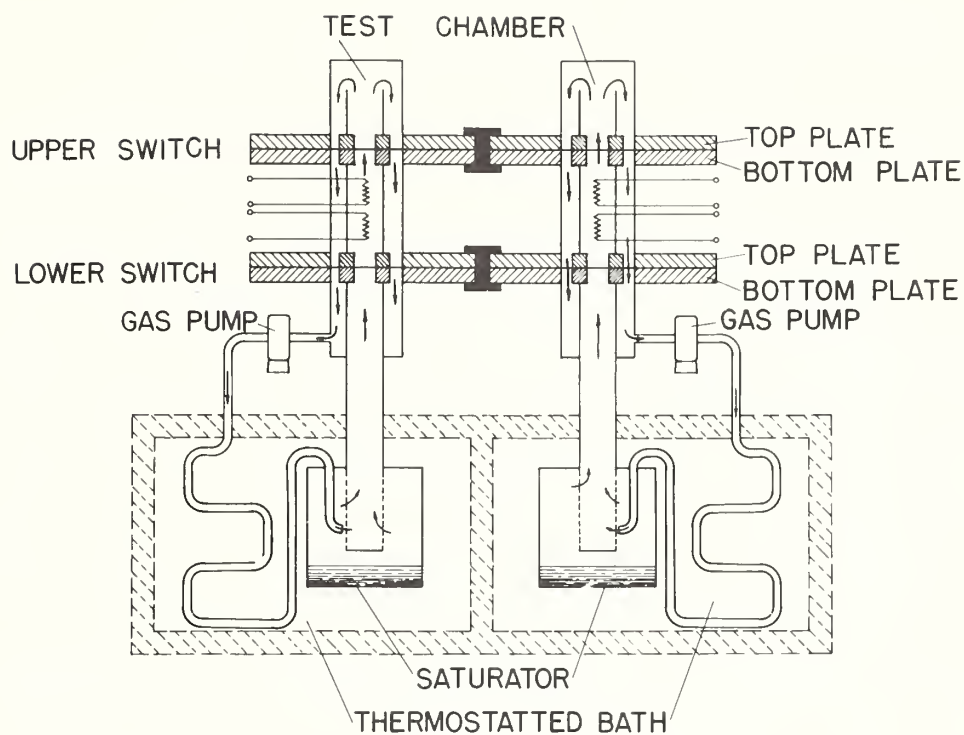 TEST CHAMBER
UPPER SWITCH
TOP PLATE
BOTTOM PLATE
LOWER SWITCH
TOP PLATE
BOTTOM PLATE
GAS PUMP
GAS PUMP
SATURATOR
THERMOSTATTED BATH